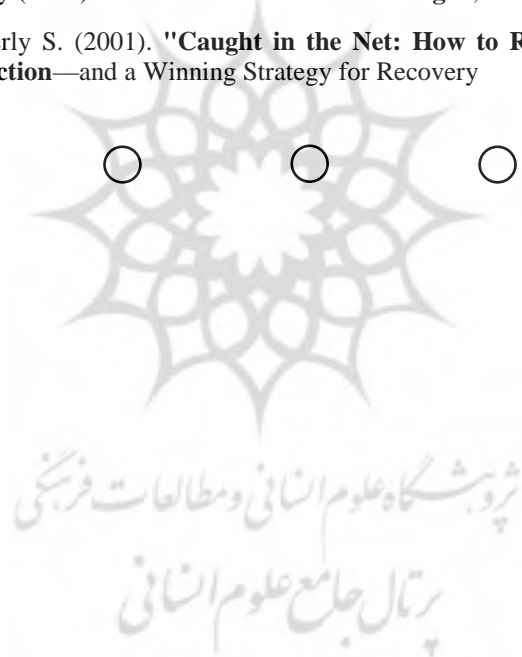 erly S. (2001). "Caught in the Net: How to R
ction—and a Winning Strategy for Recovery
پژوهشگاه علوم انسانی و مطالعات فرهنگی
پرتال جامع علوم انسانی